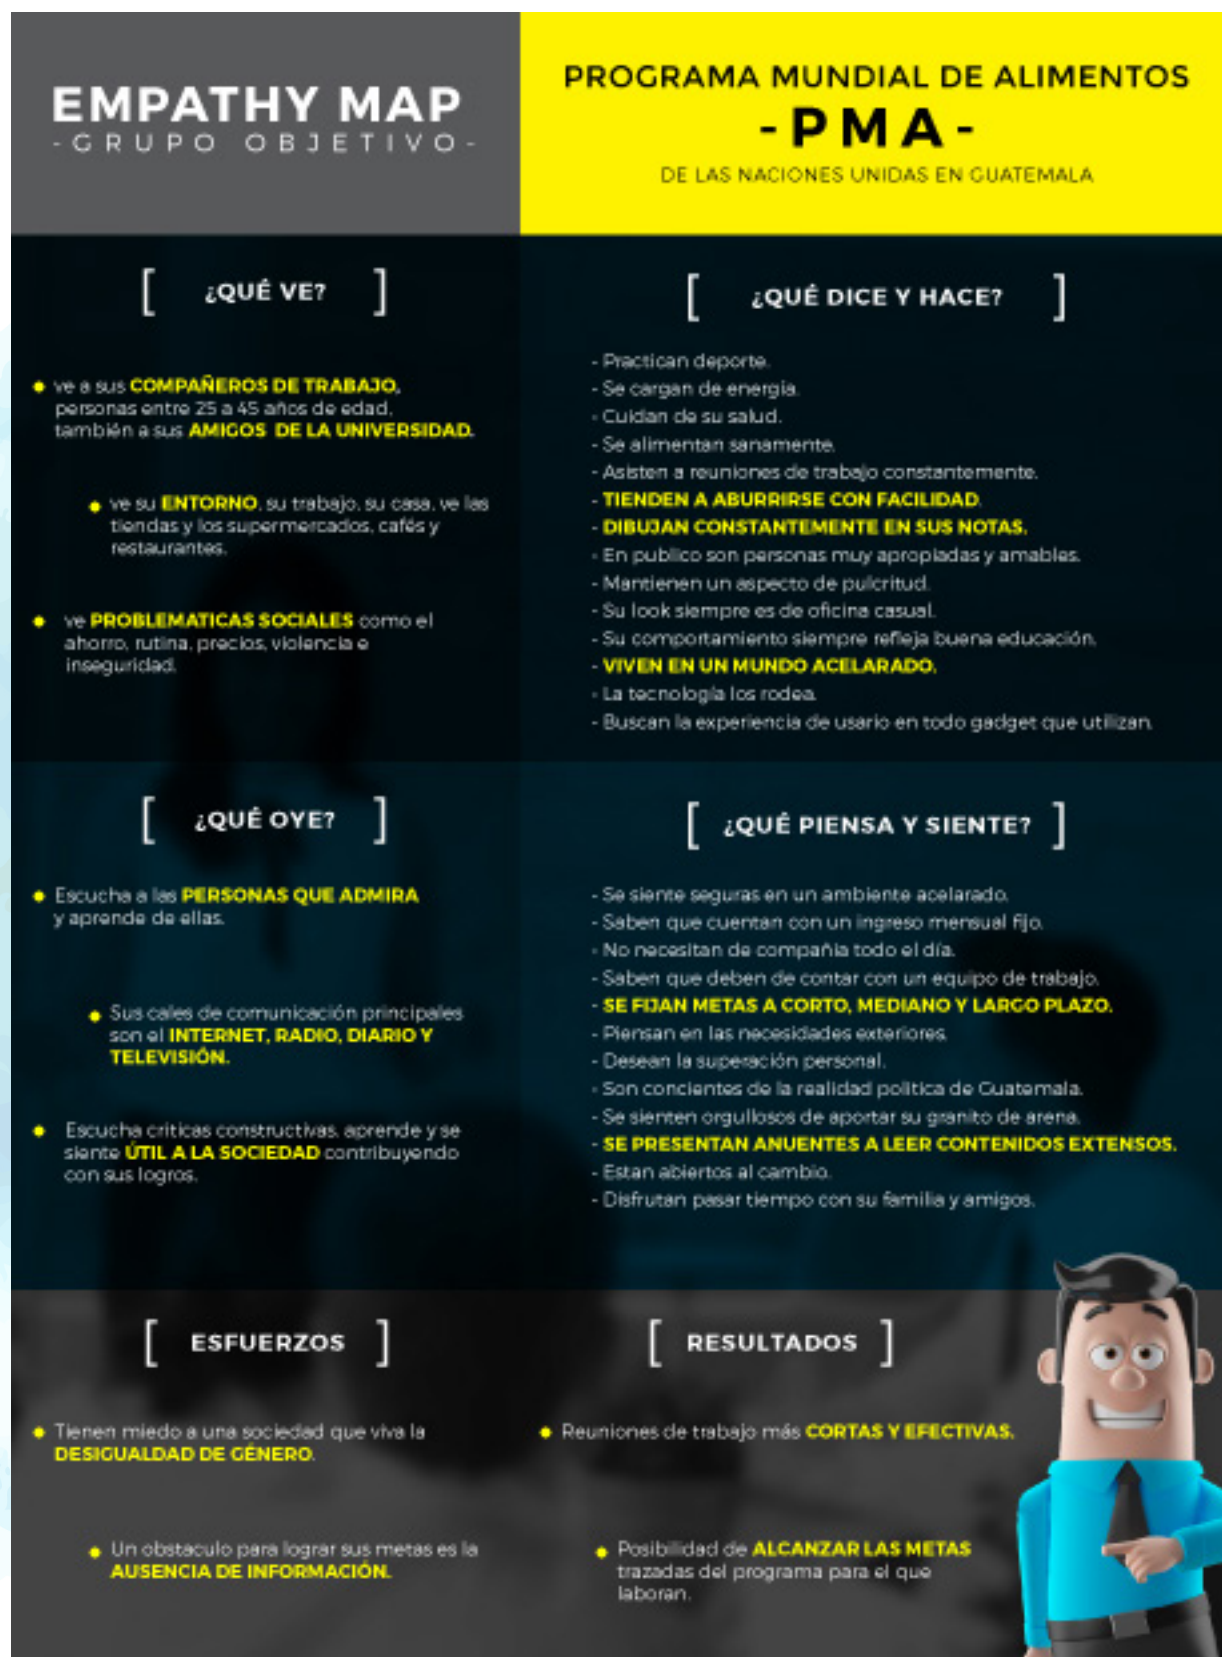 EMPATHY MAP
-GRUPO OBJETIVO-
PROGRAMA MUNDIAL DE ALIMENTOS
-PMA-
DE LAS NACIONES UNIDAS EN GUATEMALA
[ ¿QUÉ VE? ]
ve a sus COMPAÑEROS DE TRABAJO,
personas entre 25 a 45 años de edad,
también a sus AMIGOS DE LA UNIVERSIDAD.
ve su ENTORNO, su trabajo, su casa, ve las
tiendas y los supermercados, cafés y
restaurantes.
ve PROBLEMATICAS SOCIALES como el
ahorro, rutina, precios, violencia e
inseguridad.
[ ¿QUÉ DICE Y HACE? ]
- Practican deporte.
- Se cargan de energía.
- Cuidan de su salud.
- Se alimentan sanamente.
- Asisten a reuniones de trabajo constantemente.
- TIENDEN A ABURRIRSE CON FACILIDAD.
- DIBUJAN CONSTANTEMENTE EN SUS NOTAS.
- En publico son personas muy apropiadas y amables.
- Mantienen un aspecto de pulcritud.
- Su look siempre es de oficina casual.
- Su comportamiento siempre refleja buena educación.
- VIVEN EN UN MUNDO ACELARADO.
- La tecnología los rodea.
- Buscan la experiencia de usario en todo gadget que utilizan.
[ ¿QUÉ OYE? ]
Escucha a las PERSONAS QUE ADMIRA
y aprende de ellas.
Sus cales de comunicación principales
son el INTERNET, RADIO, DIARIO Y
TELEVISIÓN.
Escucha criticas constructivas, aprende y se
siente ÚTIL A LA SOCIEDAD contribuyendo
con sus logros.
[ ¿QUÉ PIENSA Y SIENTE? ]
- Se siente seguras en un ambiente acelarado.
- Saben que cuentan con un ingreso mensual fijo.
- No necesitan de compañia todo el día.
- Saben que deben de contar con un equipo de trabajo.
- SE FIJAN METAS A CORTO, MEDIANO Y LARGO PLAZO.
- Piensan en las necesidades exteriores.
- Desean la superación personal.
- Son concientes de la realidad politica de Guatemala.
- Se sienten orgullosos de aportar su granito de arena.
- SE PRESENTAN ANUENTES A LEER CONTENIDOS EXTENSOS.
- Estan abiertos al cambio.
- Disfrutan pasar tiempo con su familia y amigos.
[ ESFUERZOS ]
Tienen miedo a una sociedad que viva la
DESIGUALDAD DE GÉNERO.
Un obstaculo para lograr sus metas es la
AUSENCIA DE INFORMACIÓN.
[ RESULTADOS ]
Reuniones de trabajo más CORTAS Y EFECTIVAS.
Posibilidad de ALCANZAR LAS METAS
trazadas del programa para el que
laboran.